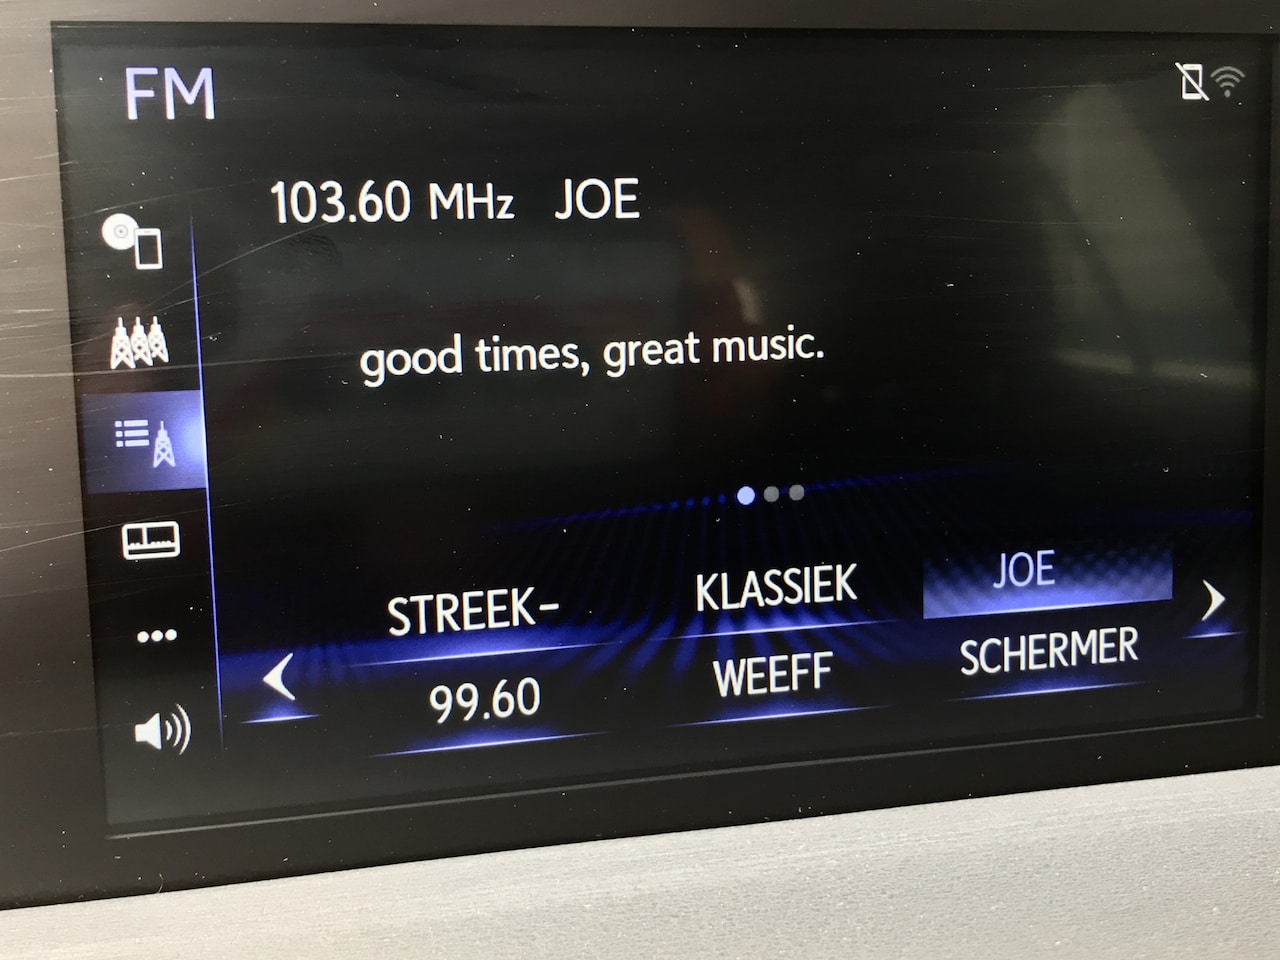 FM
103.60 MHz JOE
good times, great music.
STREEK- KLASSIEK JOE
99.60 WEEFF SCHERMER